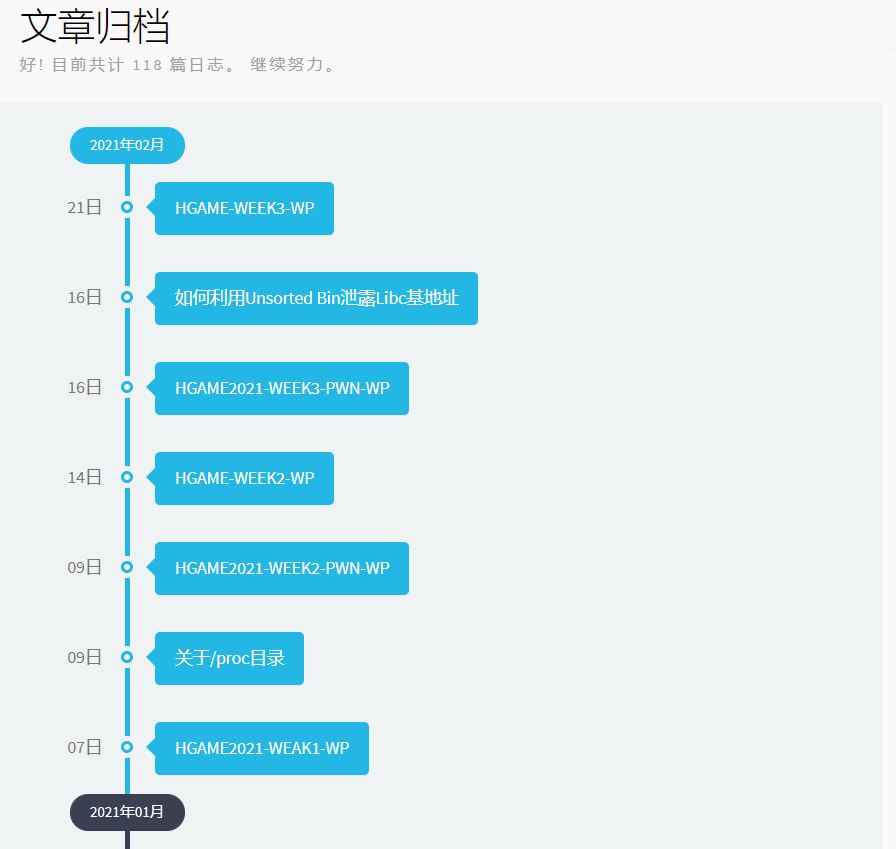 文章归档
好! 目前共计 118 篇日志。 继续努力。
2021年02月
21日 HGAME-WEEK3-WP
16日 如何利用Unsorted Bin泄露Libc基地址
16日 HGAME2021-WEEK3-PWN-WP
14日 HGAME-WEEK2-WP
09日 HGAME2021-WEEK2-PWN-WP
09日 关于/proc目录
07日 HGAME2021-WEAK1-WP
2021年01月